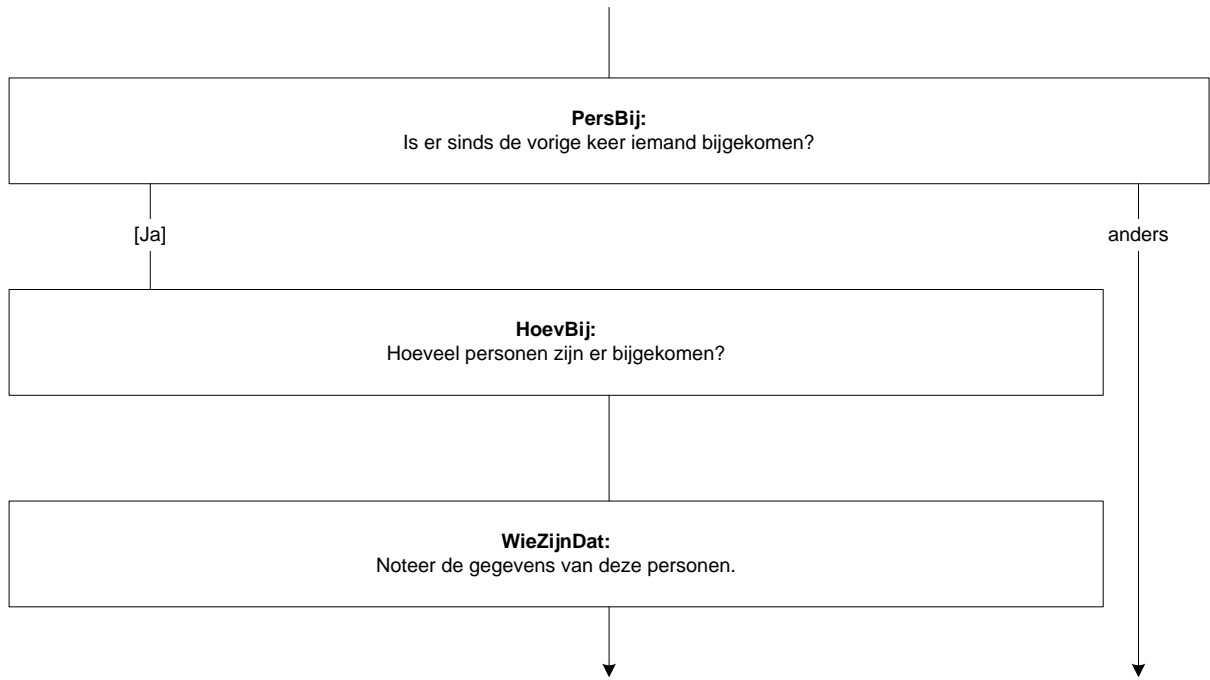 PersBij:
Is er sinds de vorige keer iemand bijgekomen?
[Ja]
anders
HoevBij:
Hoeveel personen zijn er bijgekomen?
WieZijnDat:
Noteer de gegevens van deze personen.